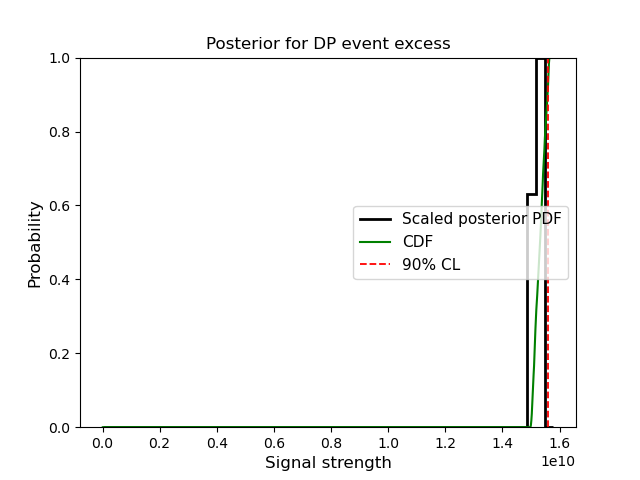 Posterior for DP event excess
1.0
0.8
0.6
0.4
0.2
0.0
Probability
Scaled posterior PDF
CDF
90% CL
0.0 0.2 0.4 0.6 0.8 1.0 1.2 1.4 1.6
1e10
Signal strength